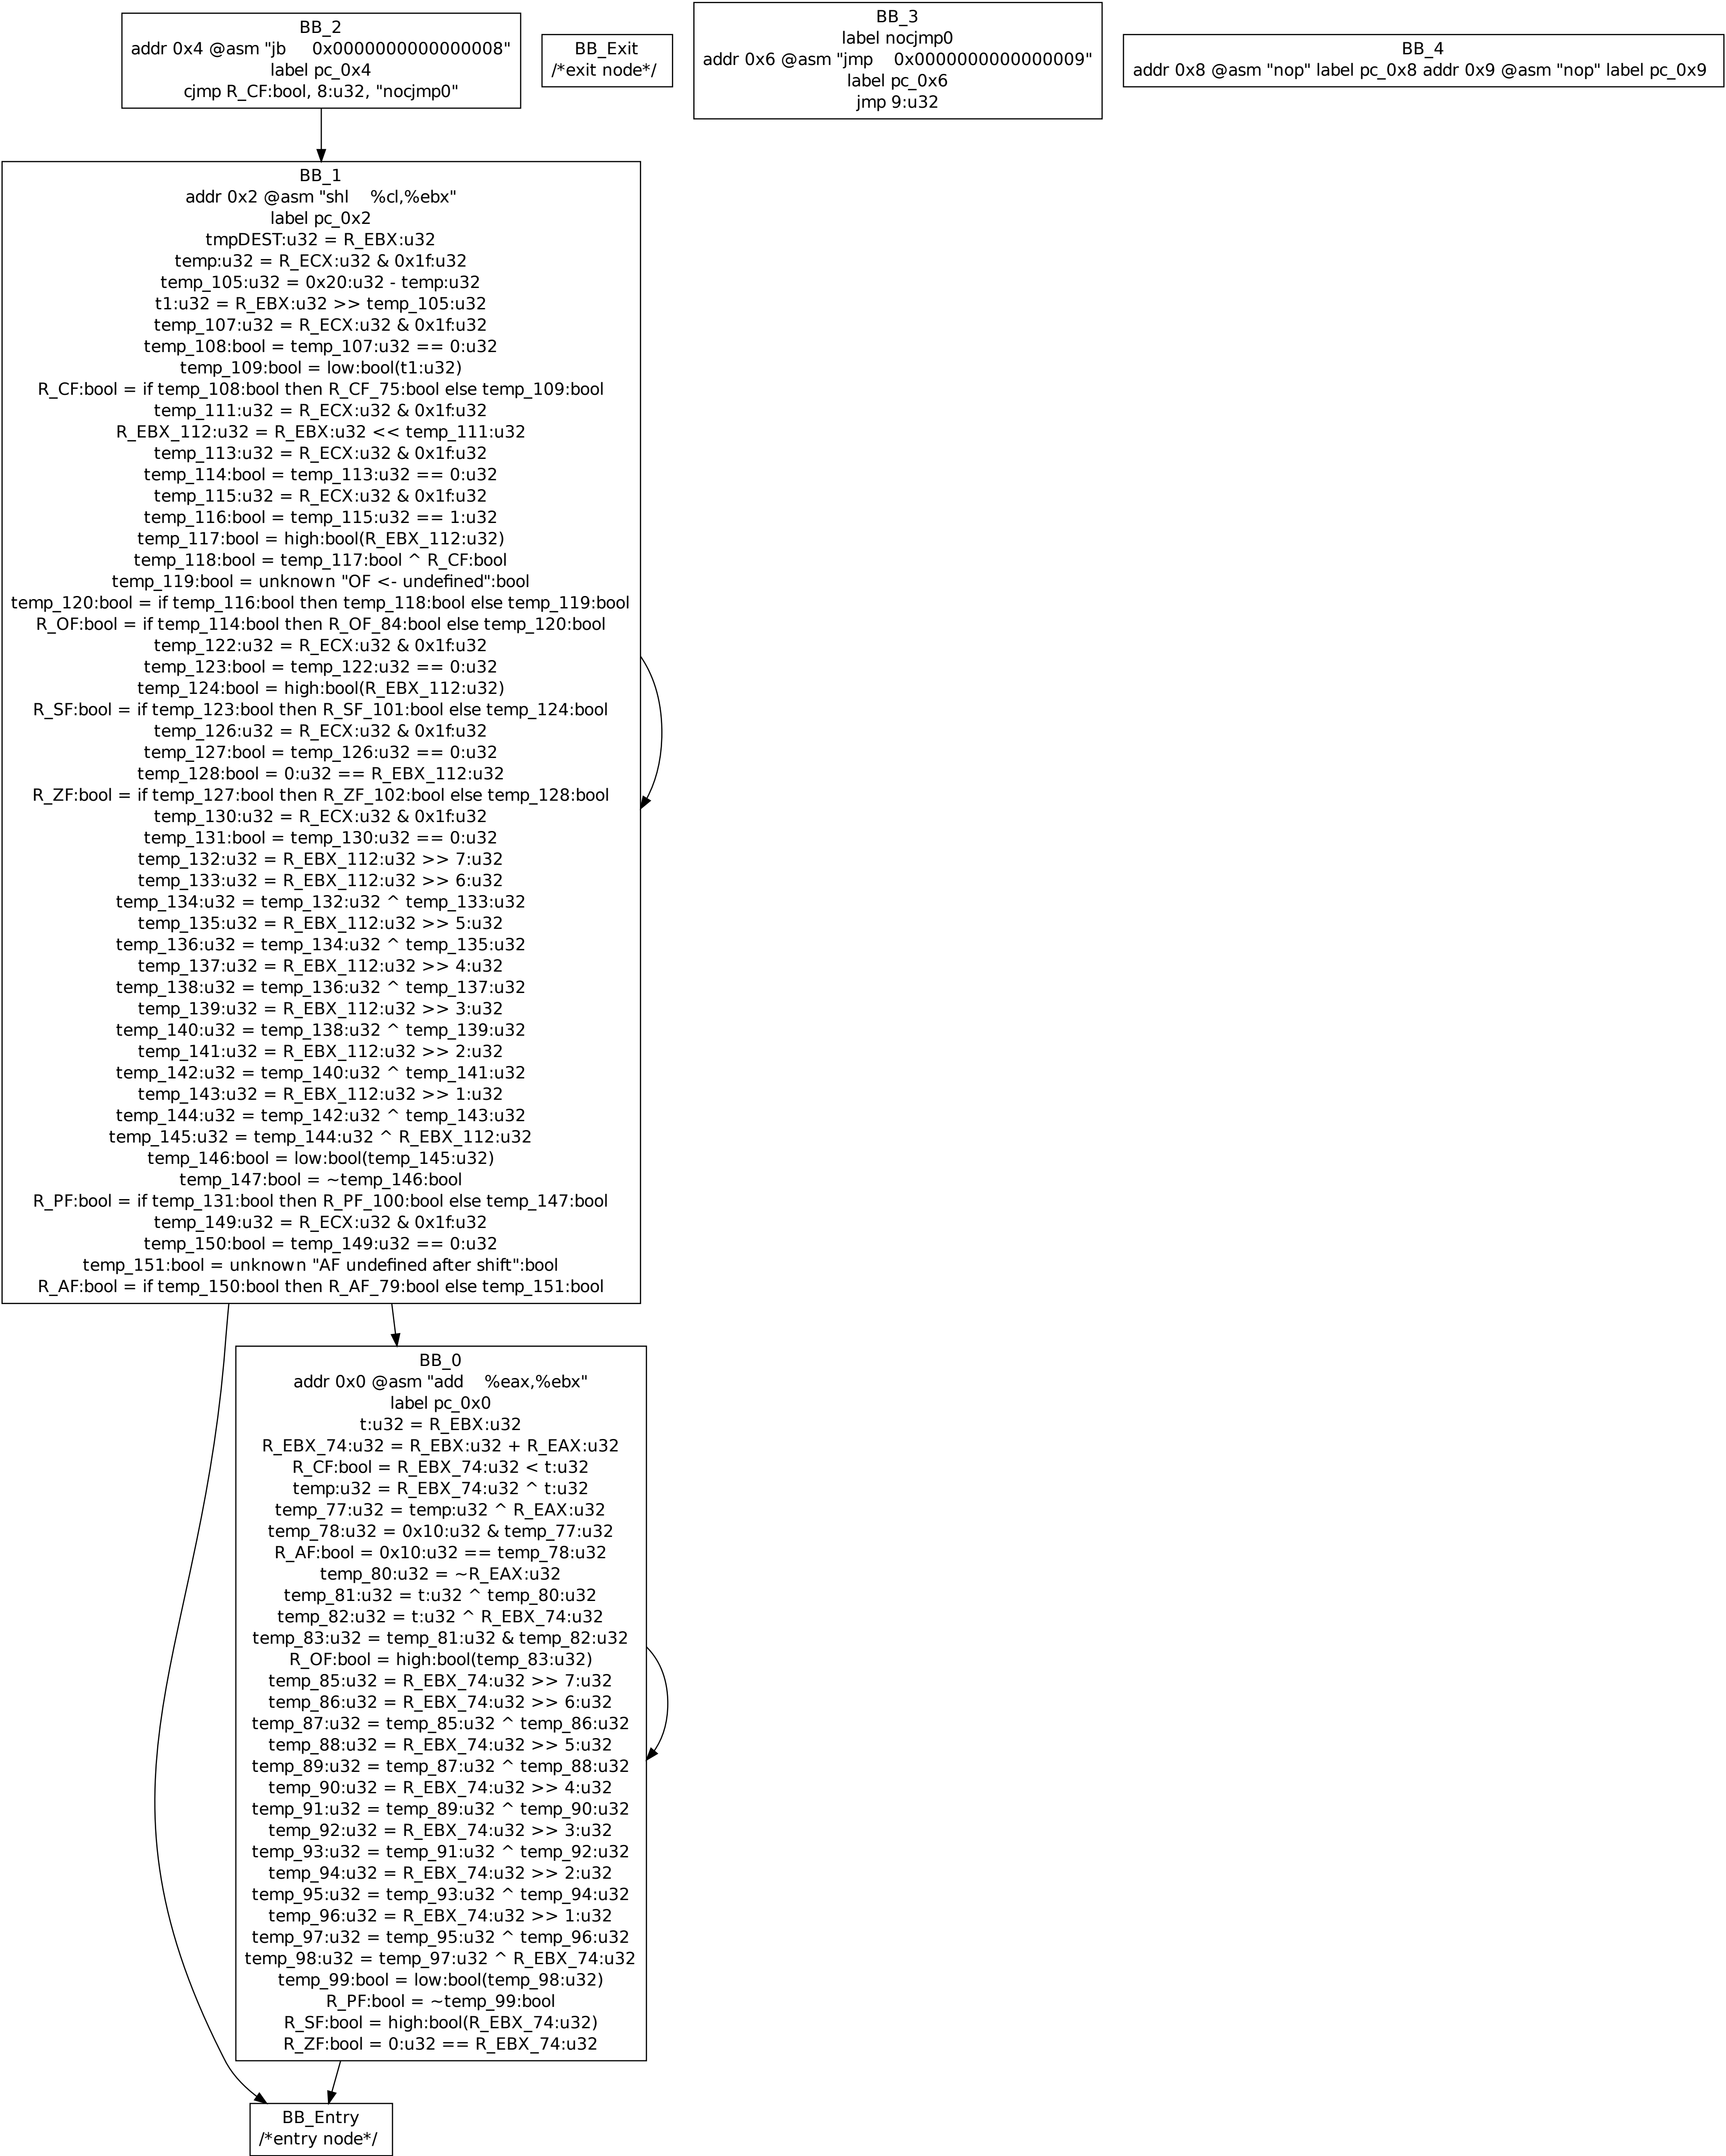 BB_2
addr 0x4 @asm "jb     0x0000000000000008"
label pc_0x4
cjmp R_CF:bool, 8:u32, "nocjmp0"
BB_Exit
/*exit node*/
BB_3
label nocjmp0
addr 0x6 @asm "jmp    0x0000000000000009"
label pc_0x6
jmp 9:u32
BB_4
addr 0x8 @asm "nop" label pc_0x8 addr 0x9 @asm "nop" label pc_0x9
BB_1
addr 0x2 @asm "shl    %cl,%ebx"
label pc_0x2
tmpDEST:u32 = R_EBX:u32
temp:u32 = R_ECX:u32 & 0x1f:u32
temp_105:u32 = 0x20:u32 - temp:u32
t1:u32 = R_EBX:u32 >> temp_105:u32
temp_107:u32 = R_ECX:u32 & 0x1f:u32
temp_108:bool = temp_107:u32 == 0:u32
temp_109:bool = low:bool(t1:u32)
R_CF:bool = if temp_108:bool then R_CF_75:bool else temp_109:bool
temp_111:u32 = R_ECX:u32 & 0x1f:u32
R_EBX_112:u32 = R_EBX:u32 << temp_111:u32
temp_113:u32 = R_ECX:u32 & 0x1f:u32
temp_114:bool = temp_113:u32 == 0:u32
temp_115:u32 = R_ECX:u32 & 0x1f:u32
temp_116:bool = temp_115:u32 == 1:u32
temp_117:bool = high:bool(R_EBX_112:u32)
temp_118:bool = temp_117:bool ^ R_CF:bool
temp_119:bool = unknown "OF <- undefined":bool
temp_120:bool = if temp_116:bool then temp_118:bool else temp_119:bool
R_OF:bool = if temp_114:bool then R_OF_84:bool else temp_120:bool
temp_122:u32 = R_ECX:u32 & 0x1f:u32
temp_123:bool = temp_122:u32 == 0:u32
temp_124:bool = high:bool(R_EBX_112:u32)
R_SF:bool = if temp_123:bool then R_SF_101:bool else temp_124:bool
temp_126:u32 = R_ECX:u32 & 0x1f:u32
temp_127:bool = temp_126:u32 == 0:u32
temp_128:bool = 0:u32 == R_EBX_112:u32
R_ZF:bool = if temp_127:bool then R_ZF_102:bool else temp_128:bool
temp_130:u32 = R_ECX:u32 & 0x1f:u32
temp_131:bool = temp_130:u32 == 0:u32
temp_132:u32 = R_EBX_112:u32 >> 7:u32
temp_133:u32 = R_EBX_112:u32 >> 6:u32
temp_134:u32 = temp_132:u32 ^ temp_133:u32
temp_135:u32 = R_EBX_112:u32 >> 5:u32
temp_136:u32 = temp_134:u32 ^ temp_135:u32
temp_137:u32 = R_EBX_112:u32 >> 4:u32
temp_138:u32 = temp_136:u32 ^ temp_137:u32
temp_139:u32 = R_EBX_112:u32 >> 3:u32
temp_140:u32 = temp_138:u32 ^ temp_139:u32
temp_141:u32 = R_EBX_112:u32 >> 2:u32
temp_142:u32 = temp_140:u32 ^ temp_141:u32
temp_143:u32 = R_EBX_112:u32 >> 1:u32
temp_144:u32 = temp_142:u32 ^ temp_143:u32
temp_145:u32 = temp_144:u32 ^ R_EBX_112:u32
temp_146:bool = low:bool(temp_145:u32)
temp_147:bool = ~temp_146:bool
R_PF:bool = if temp_131:bool then R_PF_100:bool else temp_147:bool
temp_149:u32 = R_ECX:u32 & 0x1f:u32
temp_150:bool = temp_149:u32 == 0:u32
temp_151:bool = unknown "AF undefined after shift":bool
R_AF:bool = if temp_150:bool then R_AF_79:bool else temp_151:bool
BB_0
addr 0x0 @asm "add    %eax,%ebx"
label pc_0x0
t:u32 = R_EBX:u32
R_EBX_74:u32 = R_EBX:u32 + R_EAX:u32
R_CF:bool = R_EBX_74:u32 < t:u32
temp:u32 = R_EBX_74:u32 ^ t:u32
temp_77:u32 = temp:u32 ^ R_EAX:u32
temp_78:u32 = 0x10:u32 & temp_77:u32
R_AF:bool = 0x10:u32 == temp_78:u32
temp_80:u32 = ~R_EAX:u32
temp_81:u32 = t:u32 ^ temp_80:u32
temp_82:u32 = t:u32 ^ R_EBX_74:u32
temp_83:u32 = temp_81:u32 & temp_82:u32
R_OF:bool = high:bool(temp_83:u32)
temp_85:u32 = R_EBX_74:u32 >> 7:u32
temp_86:u32 = R_EBX_74:u32 >> 6:u32
temp_87:u32 = temp_85:u32 ^ temp_86:u32
temp_88:u32 = R_EBX_74:u32 >> 5:u32
temp_89:u32 = temp_87:u32 ^ temp_88:u32
temp_90:u32 = R_EBX_74:u32 >> 4:u32
temp_91:u32 = temp_89:u32 ^ temp_90:u32
temp_92:u32 = R_EBX_74:u32 >> 3:u32
temp_93:u32 = temp_91:u32 ^ temp_92:u32
temp_94:u32 = R_EBX_74:u32 >> 2:u32
temp_95:u32 = temp_93:u32 ^ temp_94:u32
temp_96:u32 = R_EBX_74:u32 >> 1:u32
temp_97:u32 = temp_95:u32 ^ temp_96:u32
temp_98:u32 = temp_97:u32 ^ R_EBX_74:u32
temp_99:bool = low:bool(temp_98:u32)
R_PF:bool = ~temp_99:bool
R_SF:bool = high:bool(R_EBX_74:u32)
R_ZF:bool = 0:u32 == R_EBX_74:u32
BB_Entry
/*entry node*/